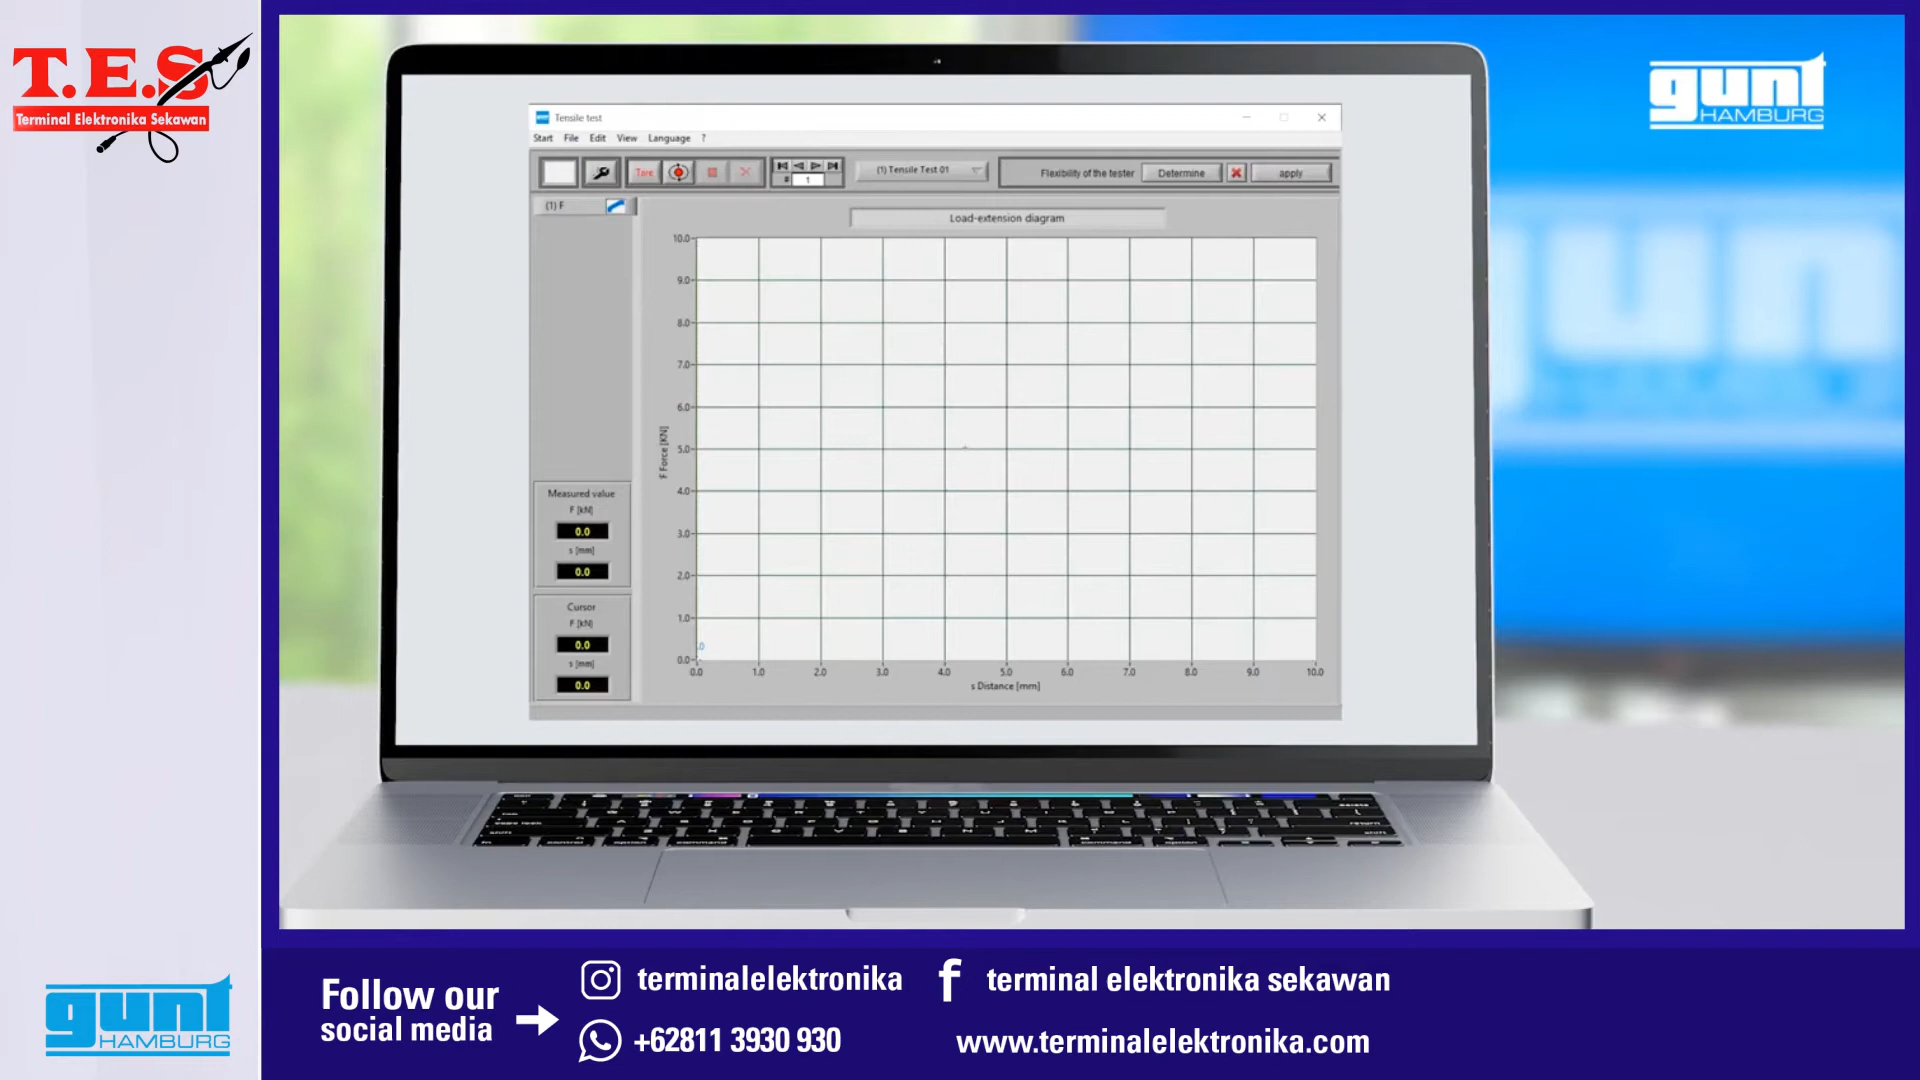 T.E.S
Terminal Elektronika Sekawan
gunt
HAMBURG
Tensile test
Start File Edit View Language ?
Tare
# 1
(1) Tensile Test 01
Flexibility of the tester
Determine
apply
(1) F
Load-extension diagram
10.0
9.0
8.0
7.0
6.0
5.0
4.0
3.0
2.0
1.0
0.0
F Force [KN]
0.0 1.0 2.0 3.0 4.0 5.0 6.0 7.0 8.0 9.0 10.0
s Distance [mm]
Measured value
F [kN]
0.0
s [mm]
0.0
Cursor
F [kN]
0.0
s [mm]
0.0
gunt
HAMBURG
Follow our
social media
terminalelektronika
terminal elektronika sekawan
+62811 3930 930
www.terminalelektronika.com